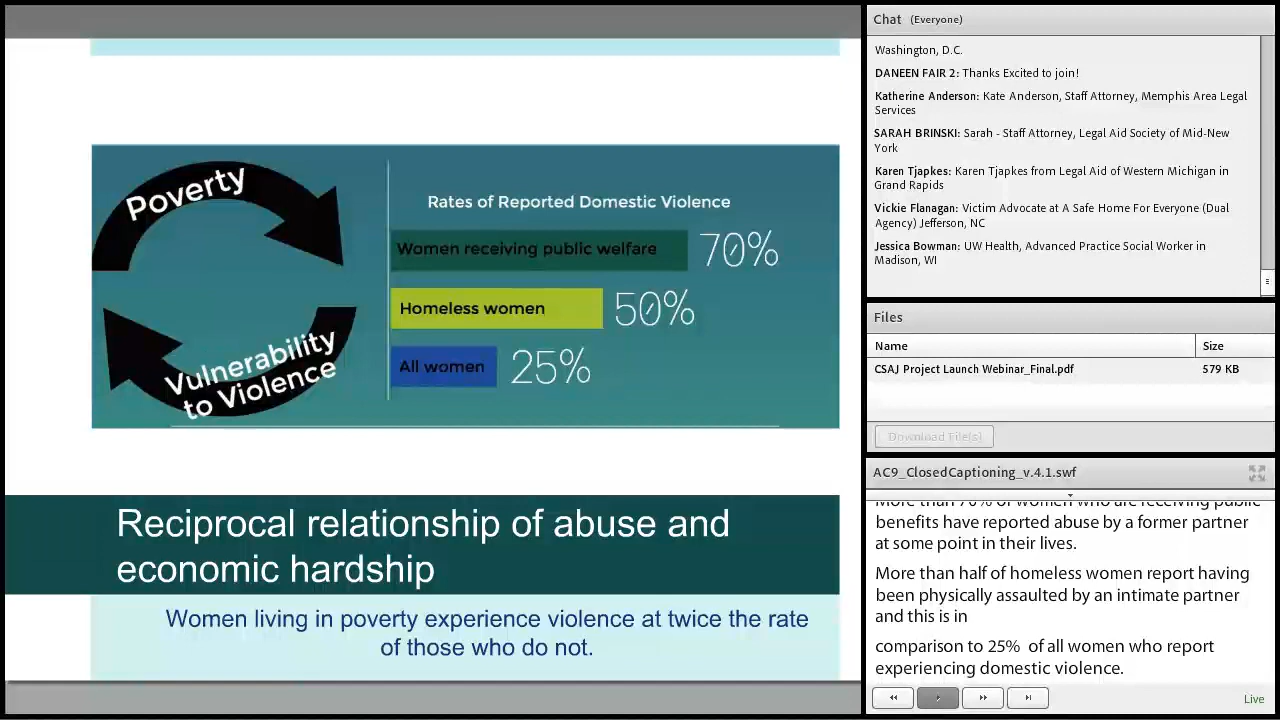 Poverty
Vulnerability
to Violence
Rates of Reported Domestic Violence
Women receiving public welfare 70%
Homeless women 50%
All women 25%
Reciprocal relationship of abuse and
economic hardship
Women living in poverty experience violence at twice the rate
of those who do not.
Chat (Everyone)
Washington, D.C.
DANEEN FAIR 2: Thanks Excited to join!
Katherine Anderson: Kate Anderson, Staff Attorney, Memphis Area Legal
Services
SARAH BRINSKI: Sarah - Staff Attorney, Legal Aid Society of Mid-New
York
Karen Tjapkes: Karen Tjapkes from Legal Aid of Western Michigan in
Grand Rapids
Vickie Flanagan: Victim Advocate at A Safe Home For Everyone (Dual
Agency) Jefferson, NC
Jessica Bowman: UW Health, Advanced Practice Social Worker in
Madison, WI
Files
Name Size
CSAJ Project Launch Webinar_Final.pdf 579 KB
Download File(s)
AC9_ClosedCaptioning_v.4.1.swf
More than 70% of women who are receiving public
benefits have reported abuse by a former partner
at some point in their lives.
More than half of homeless women report having
been physically assaulted by an intimate partner
and this is in
comparison to 25% of all women who report
experiencing domestic violence.
Live